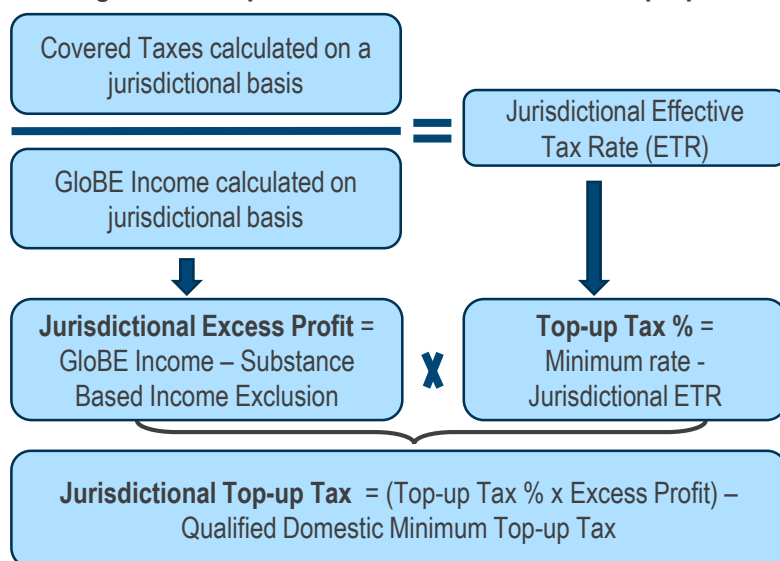 Covered Taxes calculated on a
jurisdictional basis
=
Jurisdictional Effective
Tax Rate (ETR)
GloBE Income calculated on
jurisdictional basis
Jurisdictional Excess Profit =
GloBE Income – Substance
Based Income Exclusion
x
Top-up Tax % =
Minimum rate -
Jurisdictional ETR
Jurisdictional Top-up Tax = (Top-up Tax % x Excess Profit) –
Qualified Domestic Minimum Top-up Tax